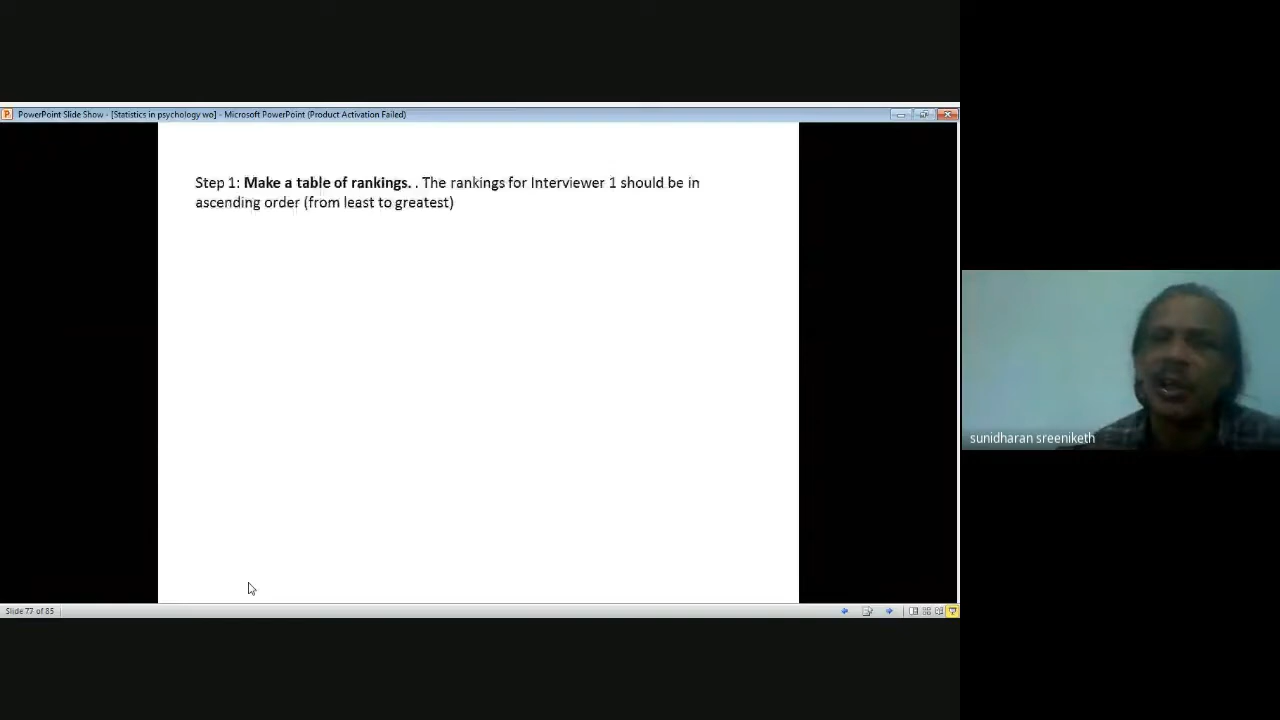 PowerPoint Slide Show - [Statistics in psychology wo] - Microsoft PowerPoint (Product Activation Failed)
Step 1: Make a table of rankings. . The rankings for Interviewer 1 should be in
ascending order (from least to greatest)
sunidharan sreeniketh
Slide 77 of 85